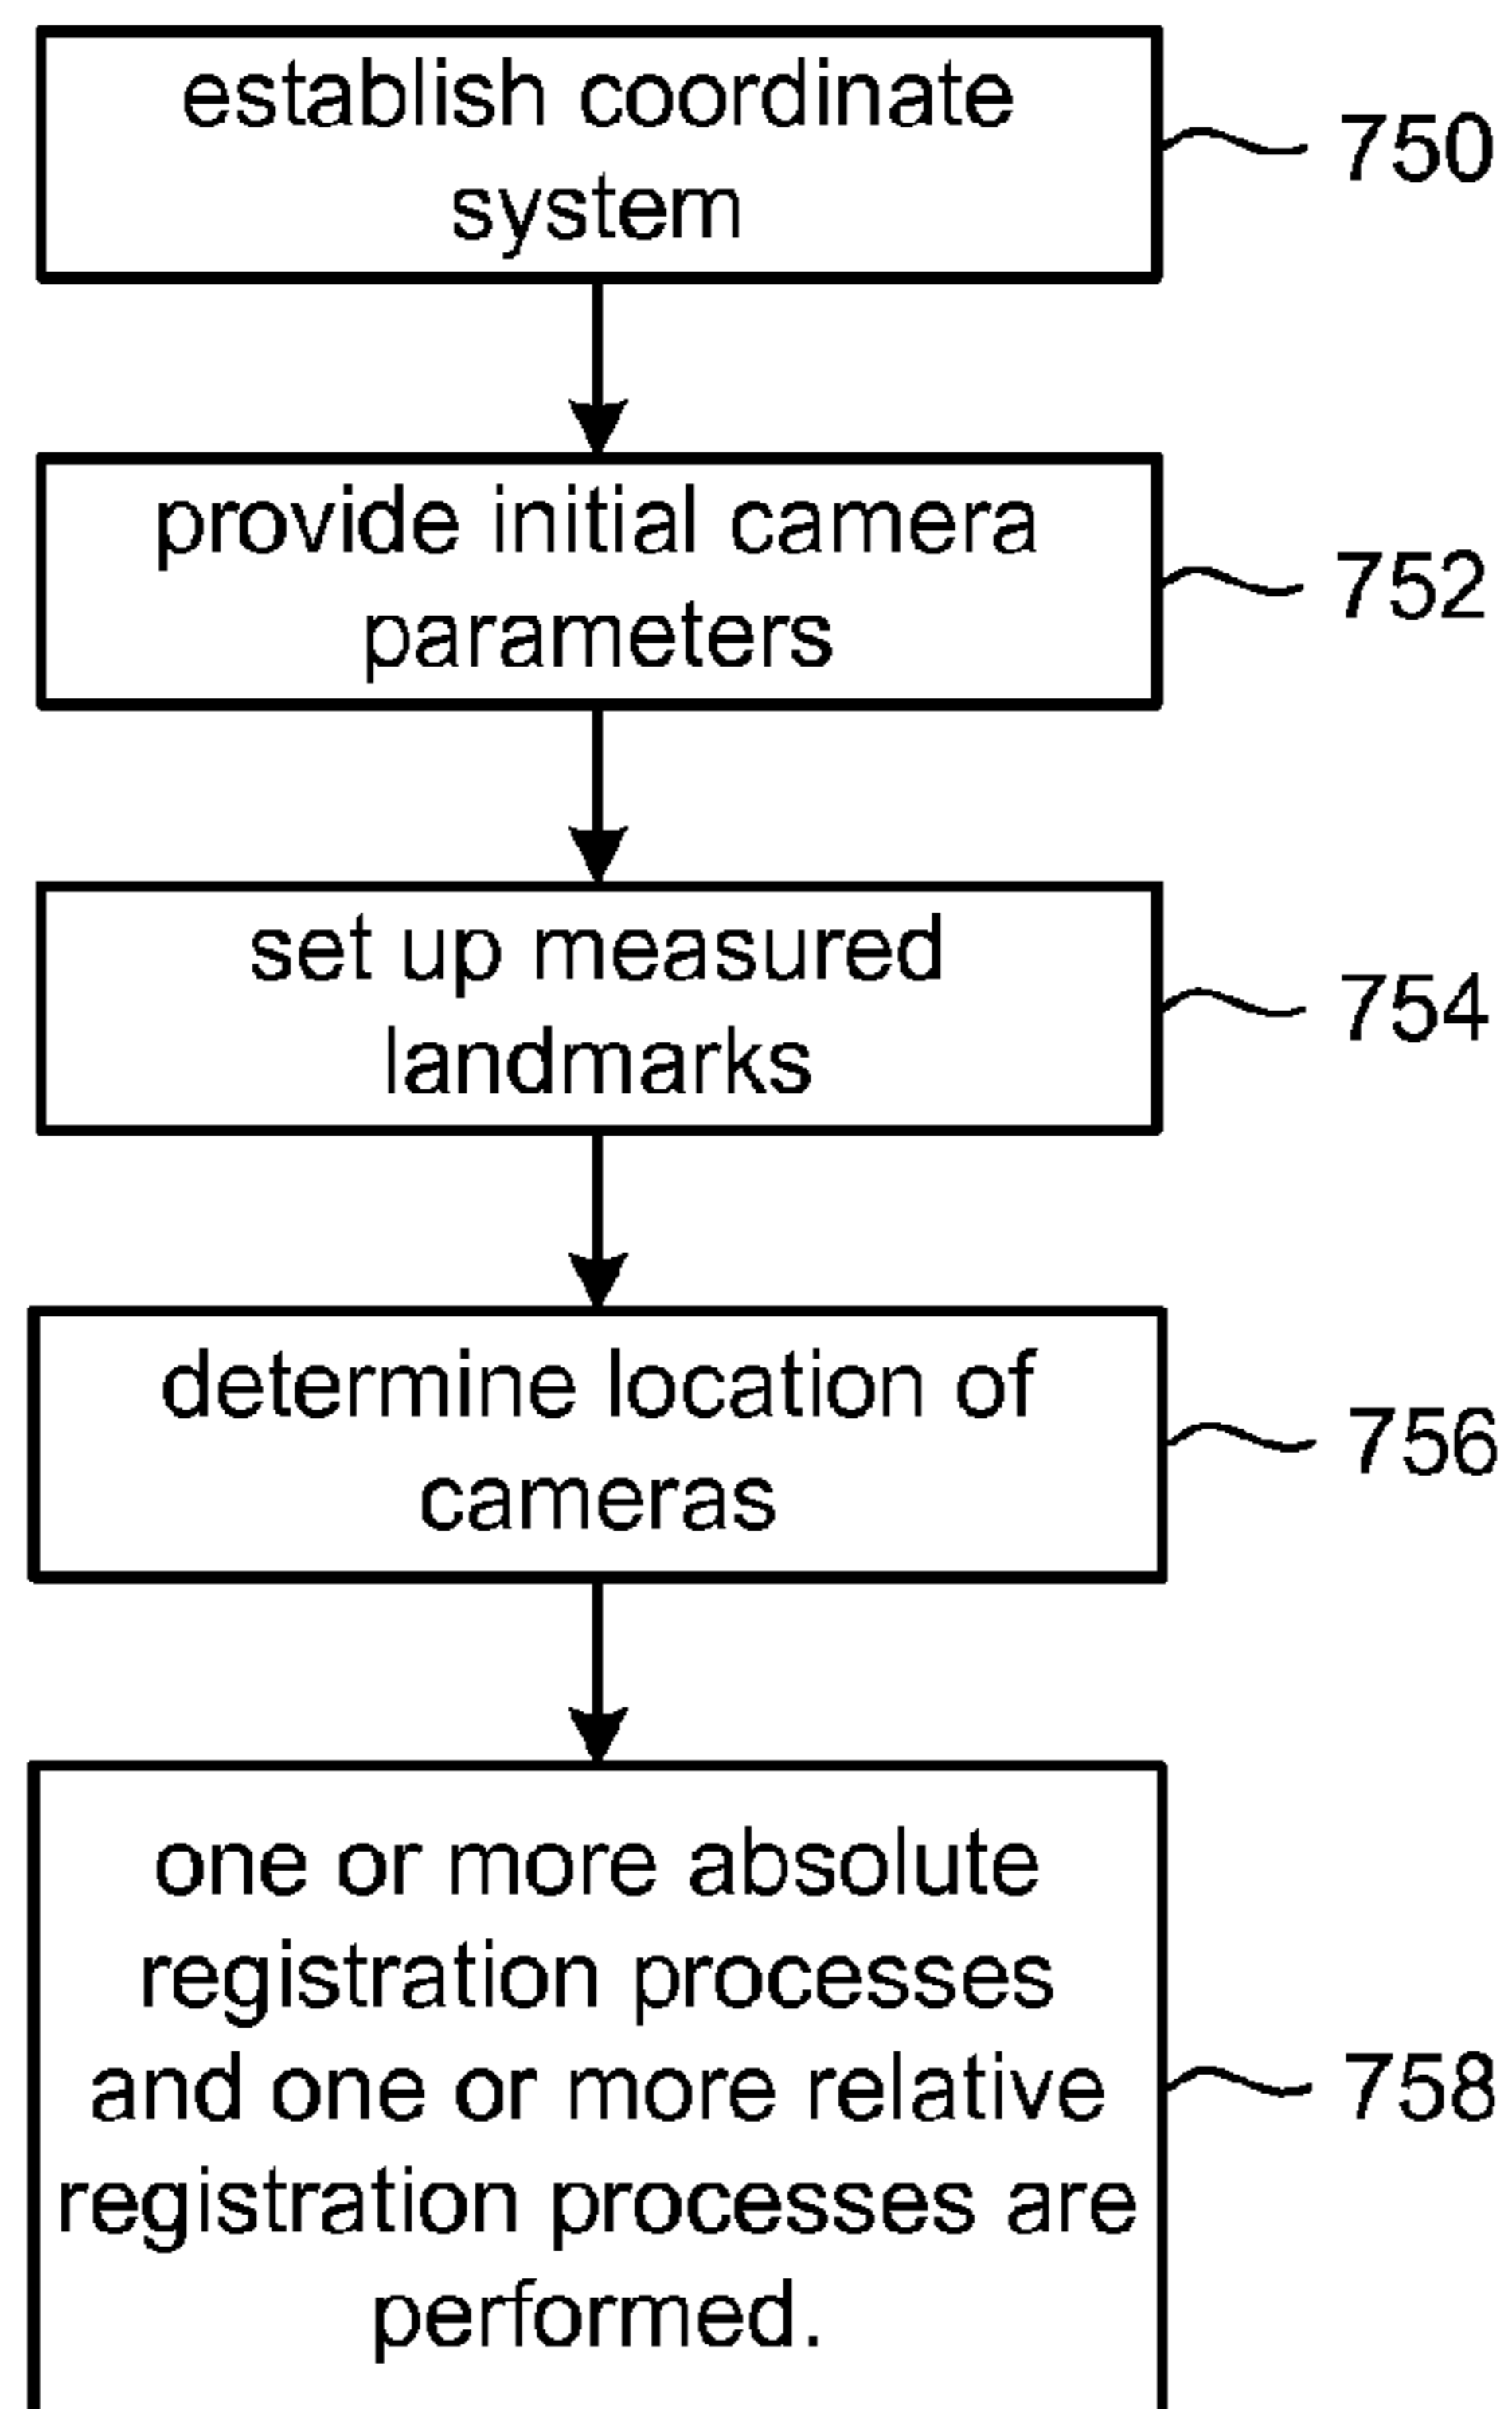 establish coordinate
system
750
provide initial camera
parameters
752
set up measured
landmarks
754
determine location of
cameras
756
one or more absolute
registration processes
and one or more relative
registration processes are
performed.
758